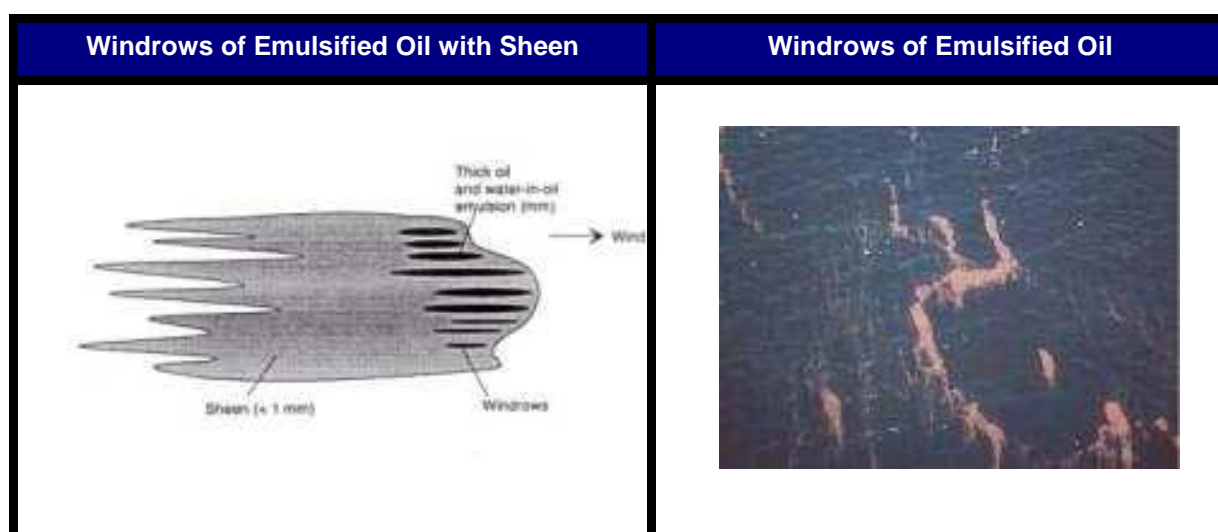 Windrows of Emulsified Oil with Sheen
Windrows of Emulsified Oil
Thick oil
and water-in-oil
emulsion (mm)
Wind
Sheen (< 1 mm)
Windrows